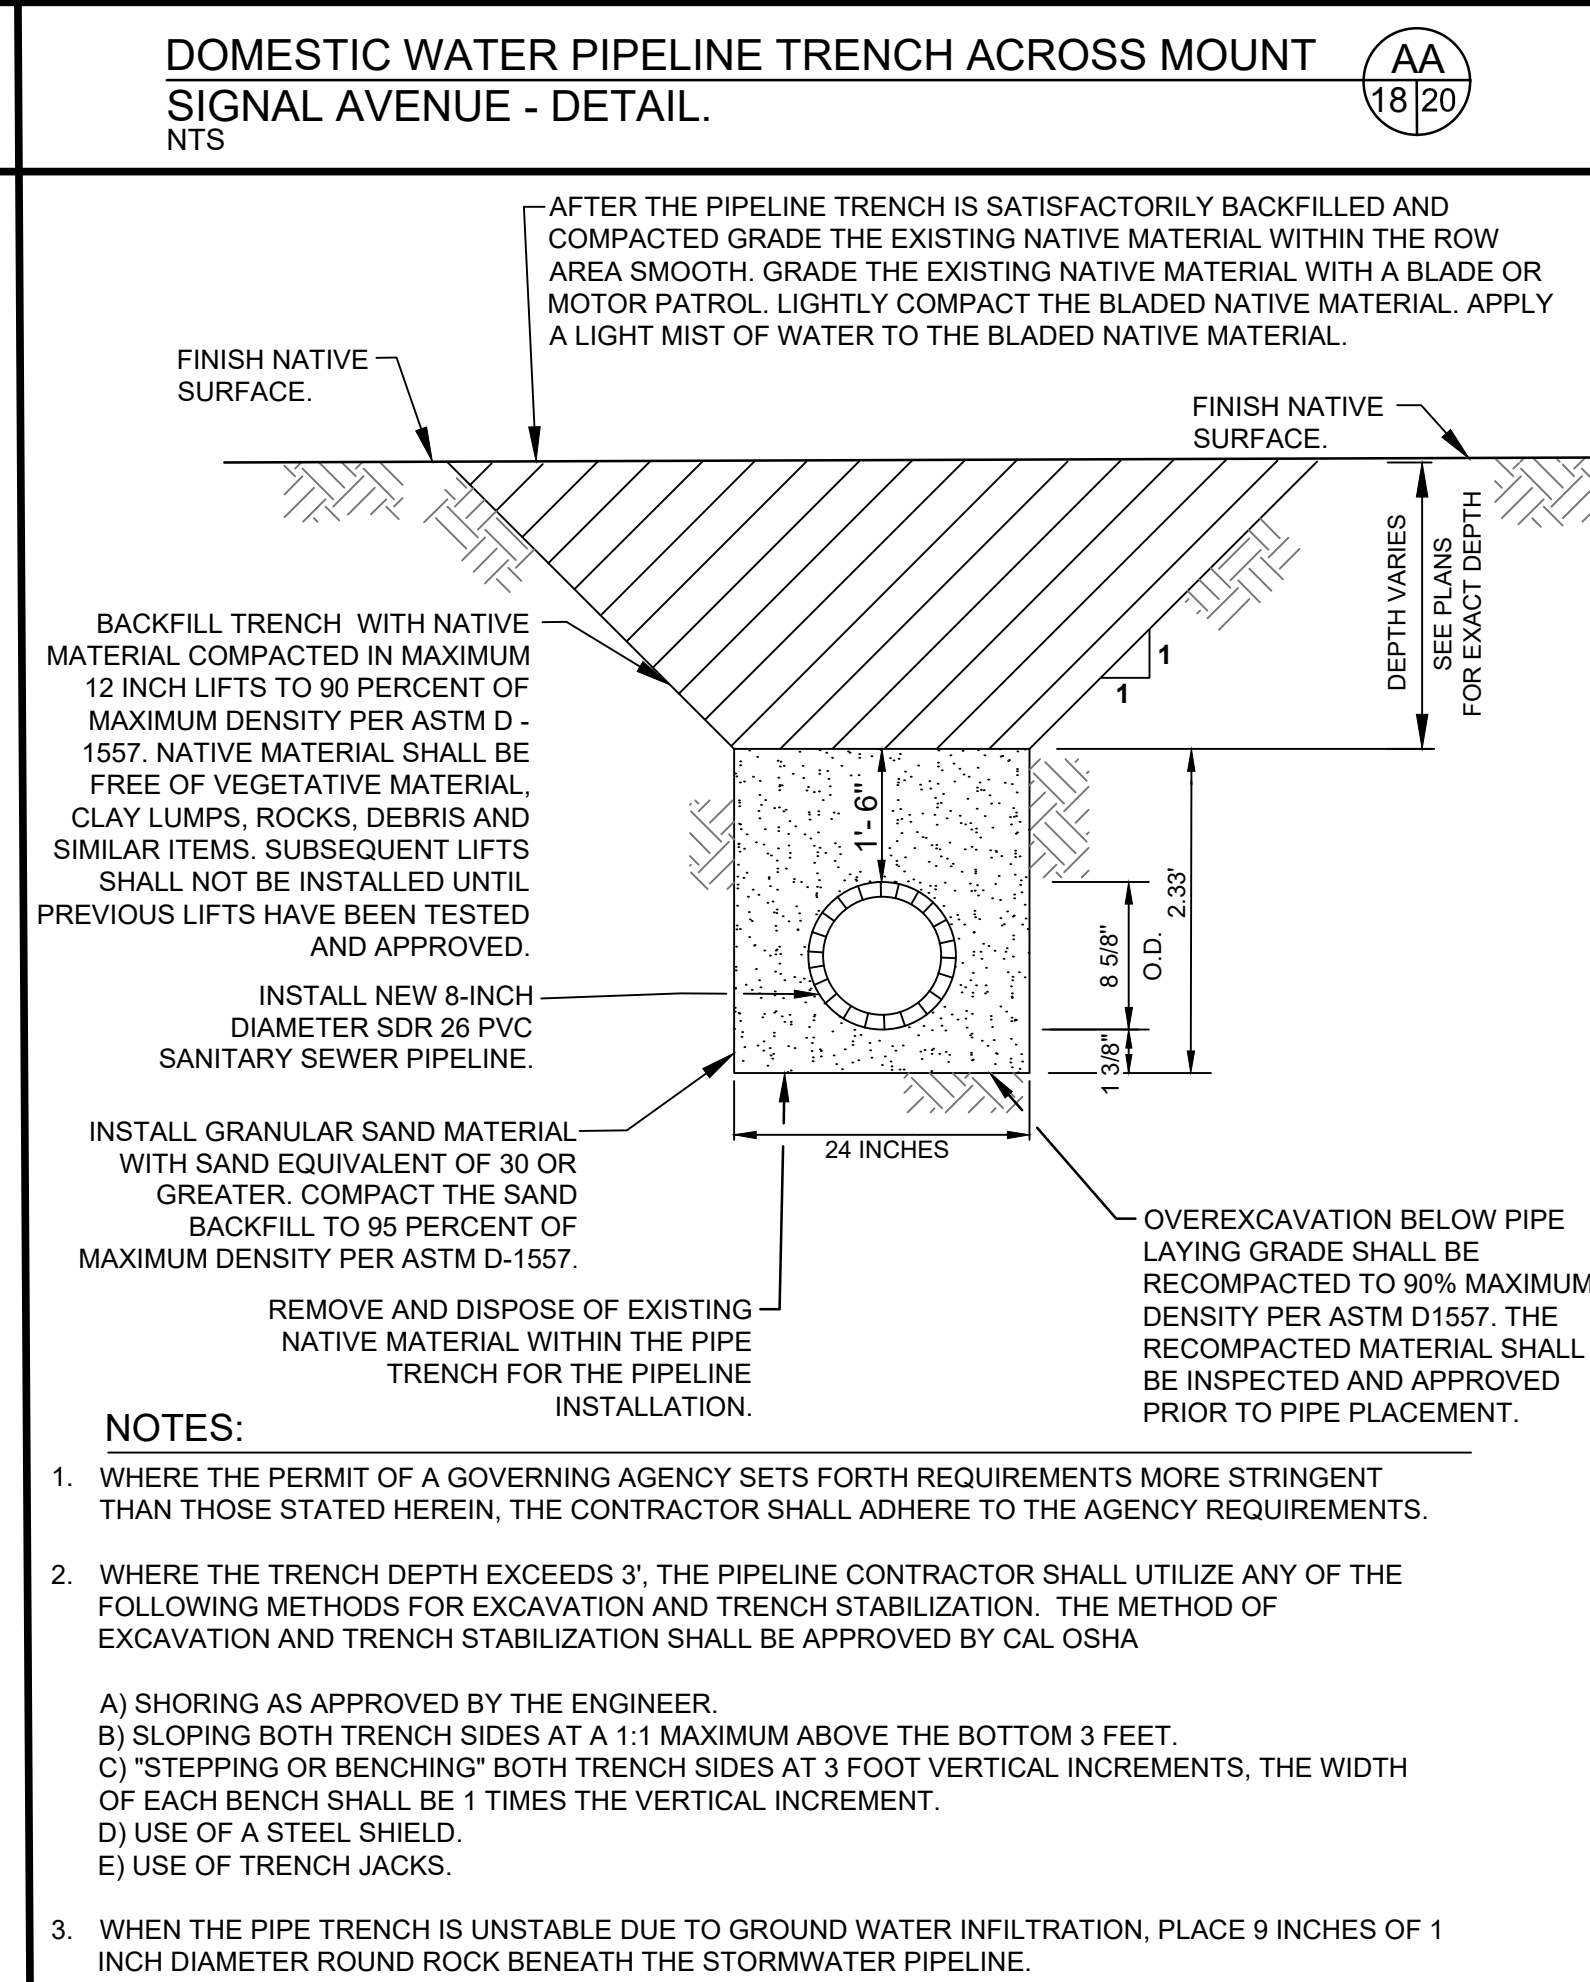 DOMESTIC WATER PIPELINE TRENCH ACROSS MOUNT
SIGNAL AVENUE - DETAIL.
NTS
AA
18 20
AFTER THE PIPELINE TRENCH IS SATISFACTORILY BACKFILLED AND
COMPACTED GRADE THE EXISTING NATIVE MATERIAL WITHIN THE ROW
AREA SMOOTH. GRADE THE EXISTING NATIVE MATERIAL WITH A BLADE OR
MOTOR PATROL. LIGHTLY COMPACT THE BLADED NATIVE MATERIAL. APPLY
A LIGHT MIST OF WATER TO THE BLADED NATIVE MATERIAL.
FINISH NATIVE
SURFACE.
FINISH NATIVE
SURFACE.
DEPTH VARIES
SEE PLANS
FOR EXACT DEPTH
BACKFILL TRENCH WITH NATIVE
MATERIAL COMPACTED IN MAXIMUM
12 INCH LIFTS TO 90 PERCENT OF
MAXIMUM DENSITY PER ASTM D -
1557. NATIVE MATERIAL SHALL BE
FREE OF VEGETATIVE MATERIAL,
CLAY LUMPS, ROCKS, DEBRIS AND
SIMILAR ITEMS. SUBSEQUENT LIFTS
SHALL NOT BE INSTALLED UNTIL
PREVIOUS LIFTS HAVE BEEN TESTED
AND APPROVED.
1
1
1'- 6"
2.33'
8 5/8"
O.D.
1 3/8"
INSTALL NEW 8-INCH
DIAMETER SDR 26 PVC
SANITARY SEWER PIPELINE.
24 INCHES
INSTALL GRANULAR SAND MATERIAL
WITH SAND EQUIVALENT OF 30 OR
GREATER. COMPACT THE SAND
BACKFILL TO 95 PERCENT OF
MAXIMUM DENSITY PER ASTM D-1557.
OVEREXCAVATION BELOW PIPE
LAYING GRADE SHALL BE
RECOMPACTED TO 90% MAXIMUM
DENSITY PER ASTM D1557. THE
RECOMPACTED MATERIAL SHALL
BE INSPECTED AND APPROVED
PRIOR TO PIPE PLACEMENT.
REMOVE AND DISPOSE OF EXISTING
NATIVE MATERIAL WITHIN THE PIPE
TRENCH FOR THE PIPELINE
INSTALLATION.
NOTES:
1. WHERE THE PERMIT OF A GOVERNING AGENCY SETS FORTH REQUIREMENTS MORE STRINGENT
THAN THOSE STATED HEREIN, THE CONTRACTOR SHALL ADHERE TO THE AGENCY REQUIREMENTS.
2. WHERE THE TRENCH DEPTH EXCEEDS 3', THE PIPELINE CONTRACTOR SHALL UTILIZE ANY OF THE
FOLLOWING METHODS FOR EXCAVATION AND TRENCH STABILIZATION. THE METHOD OF
EXCAVATION AND TRENCH STABILIZATION SHALL BE APPROVED BY CAL OSHA
A) SHORING AS APPROVED BY THE ENGINEER.
B) SLOPING BOTH TRENCH SIDES AT A 1:1 MAXIMUM ABOVE THE BOTTOM 3 FEET.
C) "STEPPING OR BENCHING" BOTH TRENCH SIDES AT 3 FOOT VERTICAL INCREMENTS, THE WIDTH
OF EACH BENCH SHALL BE 1 TIMES THE VERTICAL INCREMENT.
D) USE OF A STEEL SHIELD.
E) USE OF TRENCH JACKS.
3. WHEN THE PIPE TRENCH IS UNSTABLE DUE TO GROUND WATER INFILTRATION, PLACE 9 INCHES OF 1
INCH DIAMETER ROUND ROCK BENEATH THE STORMWATER PIPELINE.